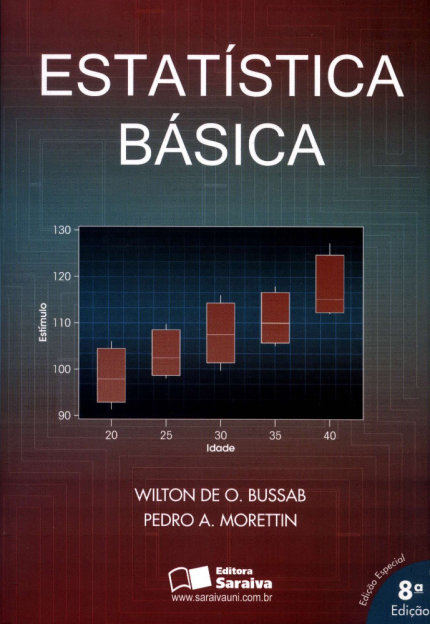 ESTATÍSTICA
BÁSICA
130
120
110
100
90
Estímulo
20 25 30 35 40
Idade
WILTON DE O. BUSSAB
PEDRO A. MORETTIN
Editora
Saraiva
www.saraivauni.com.br
Edição Especial
8ª
Edição